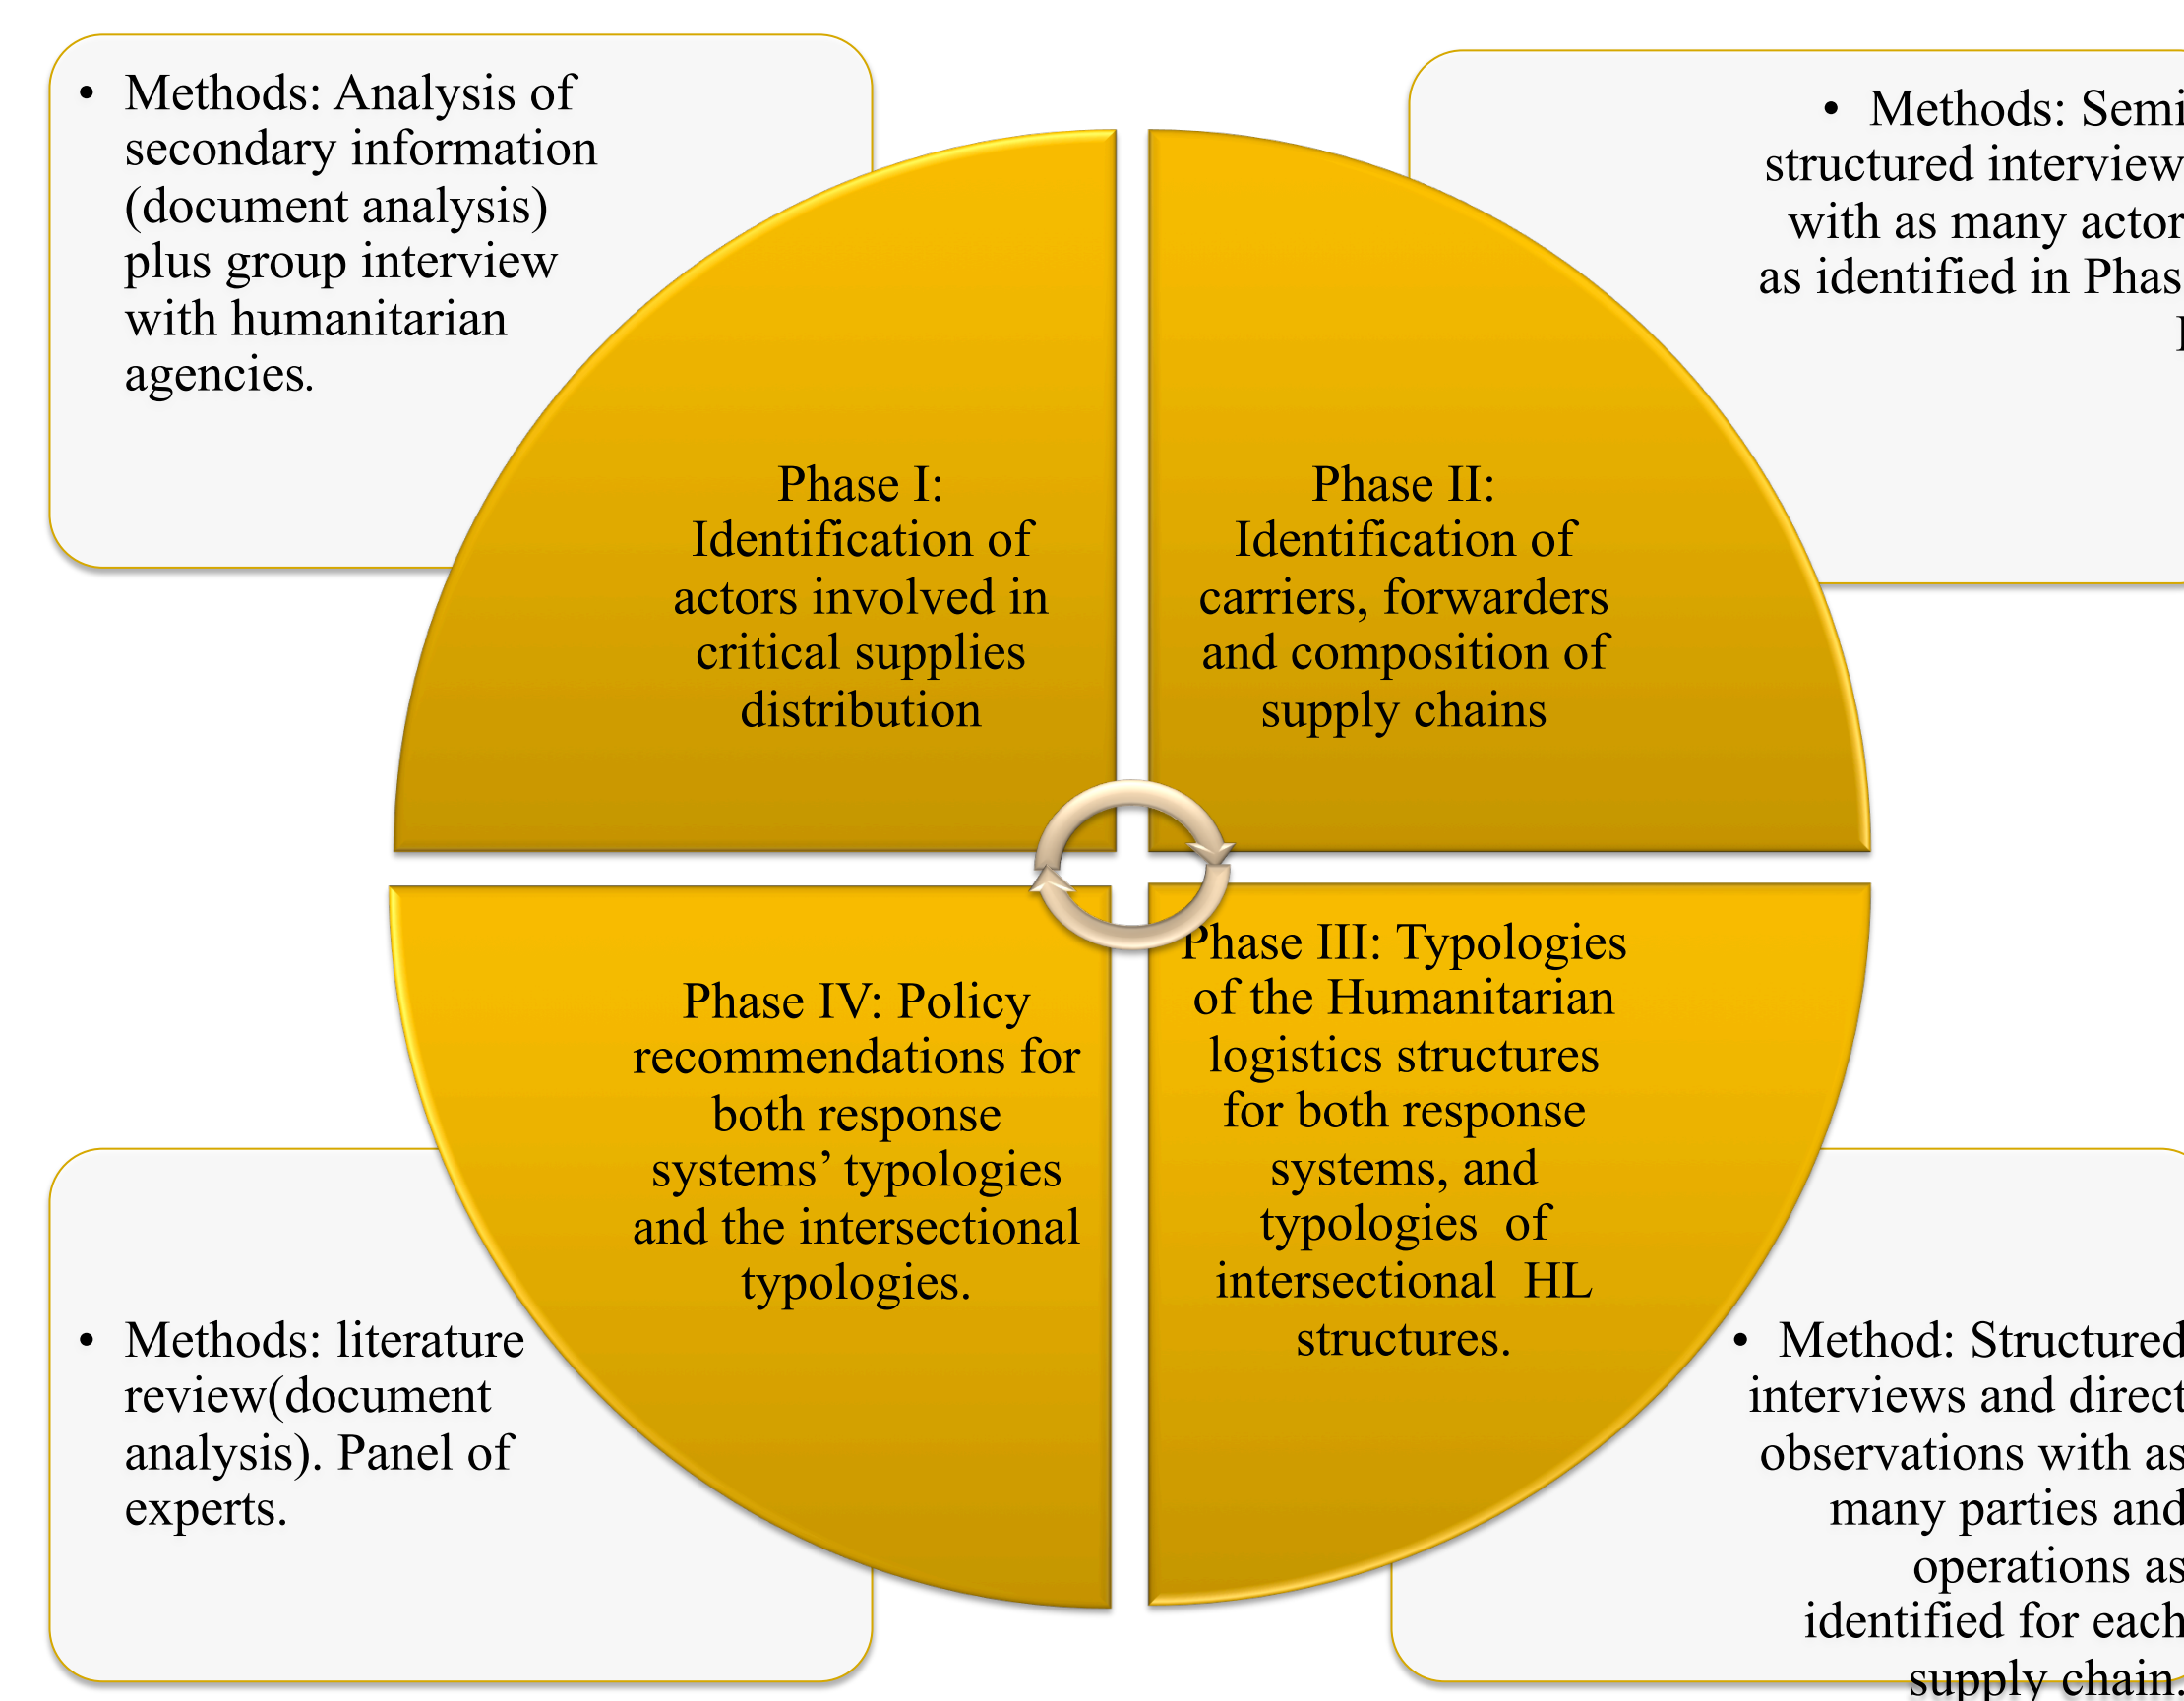 • Methods: Analysis of
secondary information
(document analysis)
plus group interview
with humanitarian
agencies.
• Methods: Semi
structured interview
with as many actor
as identified in Phas
Phase I:
Identification of
actors involved in
critical supplies
distribution
Phase II:
Identification of
carriers, forwarders
and composition of
supply chains
Phase IV: Policy
recommendations for
both response
systems’ typologies
and the intersectional
typologies.
Phase III: Typologies
of the Humanitarian
logistics structures
for both response
systems, and
typologies of
intersectional HL
structures.
• Methods: literature
review(document
analysis). Panel of
experts.
• Method: Structured
interviews and direct
observations with as
many parties and
operations as
identified for each
supply chain.